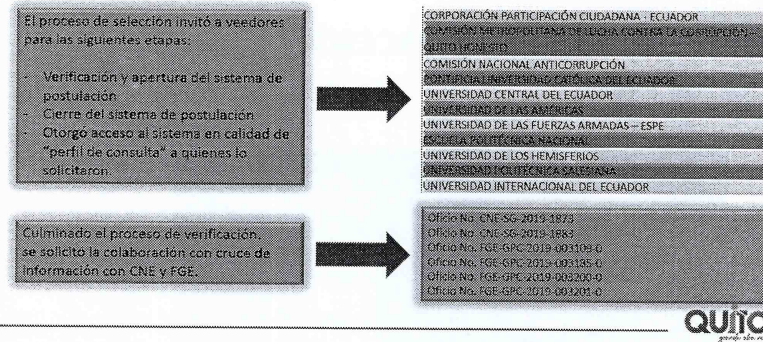 El proceso de selección invitó a veedores
para las siguientes etapas:
- Verificación y apertura del sistema de
postulación
- Cierre del sistema de postulación
- Otorgo acceso al sistema en calidad de
"perfil de consulta" a quienes lo
solicitaron.
CORPORACIÓN PARTICIPACIÓN CIUDADANA - ECUADOR
COMISIÓN METROPOLITANA DE LUCHA CONTRA LA CORRUPCIÓN –
QUITO HONESTO
COMISIÓN NACIONAL ANTICORRUPCIÓN
PONTIFICIA UNIVERSIDAD CATÓLICA DEL ECUADOR
UNIVERSIDAD CENTRAL DEL ECUADOR
UNIVERSIDAD DE LAS AMÉRICAS
UNIVERSIDAD DE LAS FUERZAS ARMADAS – ESPE
ESCUELA POLITÉCNICA NACIONAL
UNIVERSIDAD DE LOS HEMISFERIOS
UNIVERSIDAD POLITÉCNICA SALESIANA
UNIVERSIDAD INTERNACIONAL DEL ECUADOR
Culminado el proceso de verificación,
se solicitó la colaboración con cruce de
información con CNE y FGE.
Oficio No. CNE-SG-2019-1873
Oficio No. CNE-SG-2019-1883
Oficio No. FGE-GPC-2019-003109-O
Oficio No. FGE-GPC-2019-003195-O
Oficio No. FGE-GPC-2019-003200-O
Oficio No. FGE-GPC-2019-003201-O
QUITO